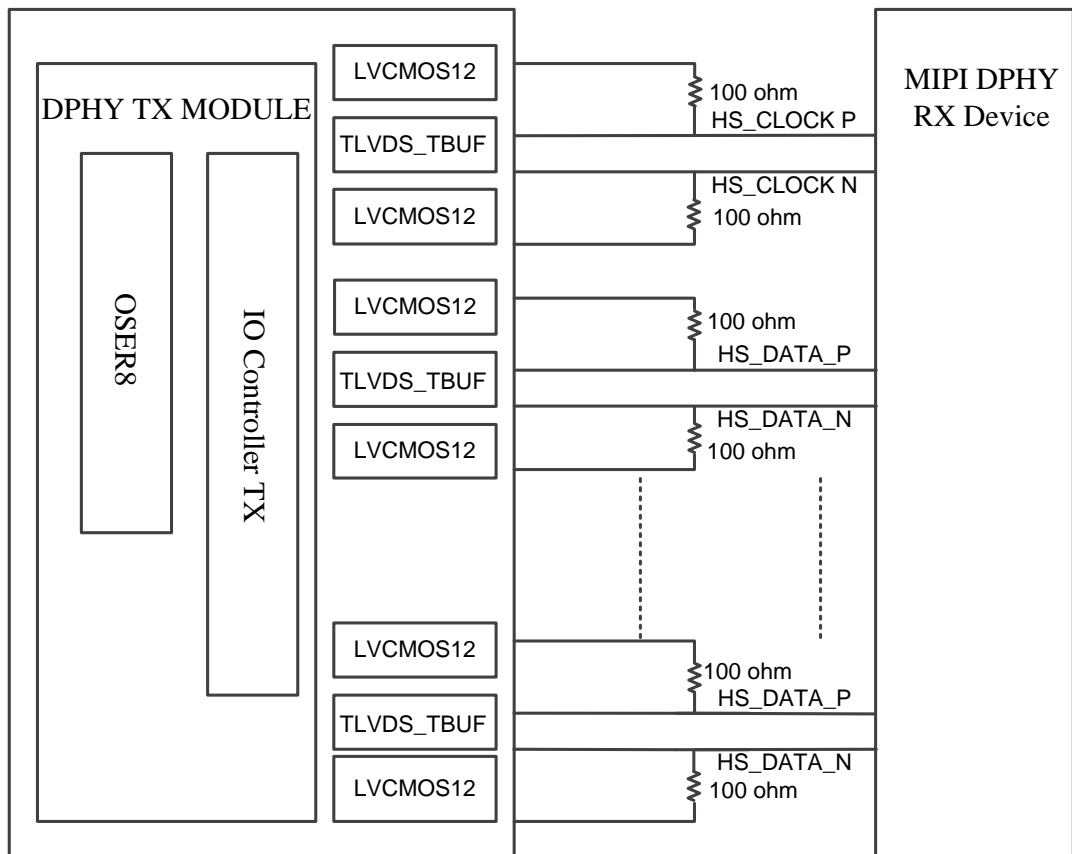 DPHY TX MODULE
OSER8
IO Controller TX
LVCMOS12
TLVDS_TBUF
LVCMOS12
LVCMOS12
TLVDS_TBUF
LVCMOS12
LVCMOS12
TLVDS_TBUF
LVCMOS12
100 ohm
HS_CLOCK P
HS_CLOCK N
100 ohm
100 ohm
HS_DATA_P
HS_DATA_N
100 ohm
100 ohm
HS_DATA_P
HS_DATA_N
100 ohm
MIPI DPHY
RX Device